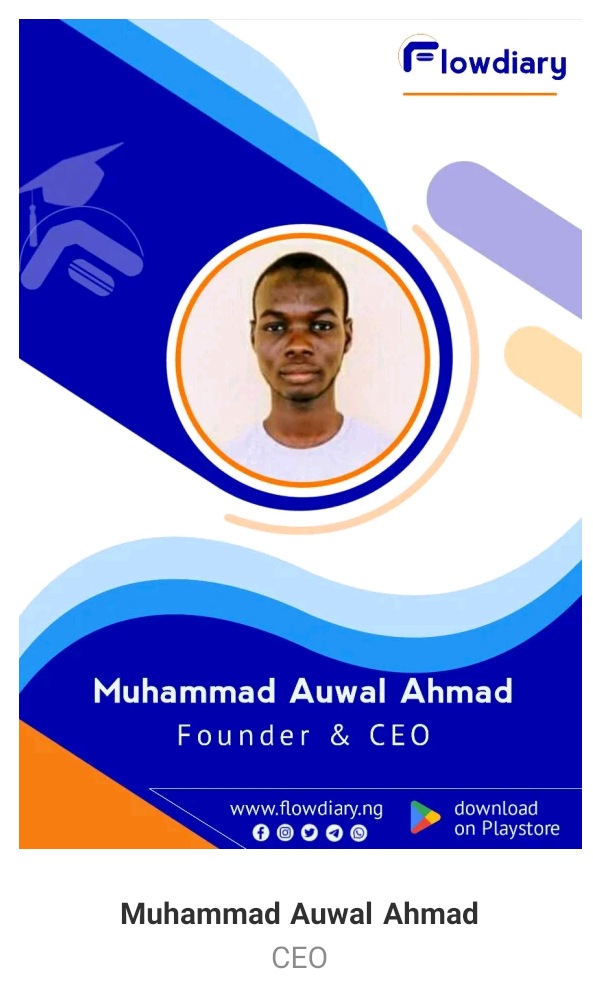 Flowdiary
Muhammad Auwal Ahmad
Founder & CEO
www.flowdiary.ng
download
on Playstore
Muhammad Auwal Ahmad
CEO